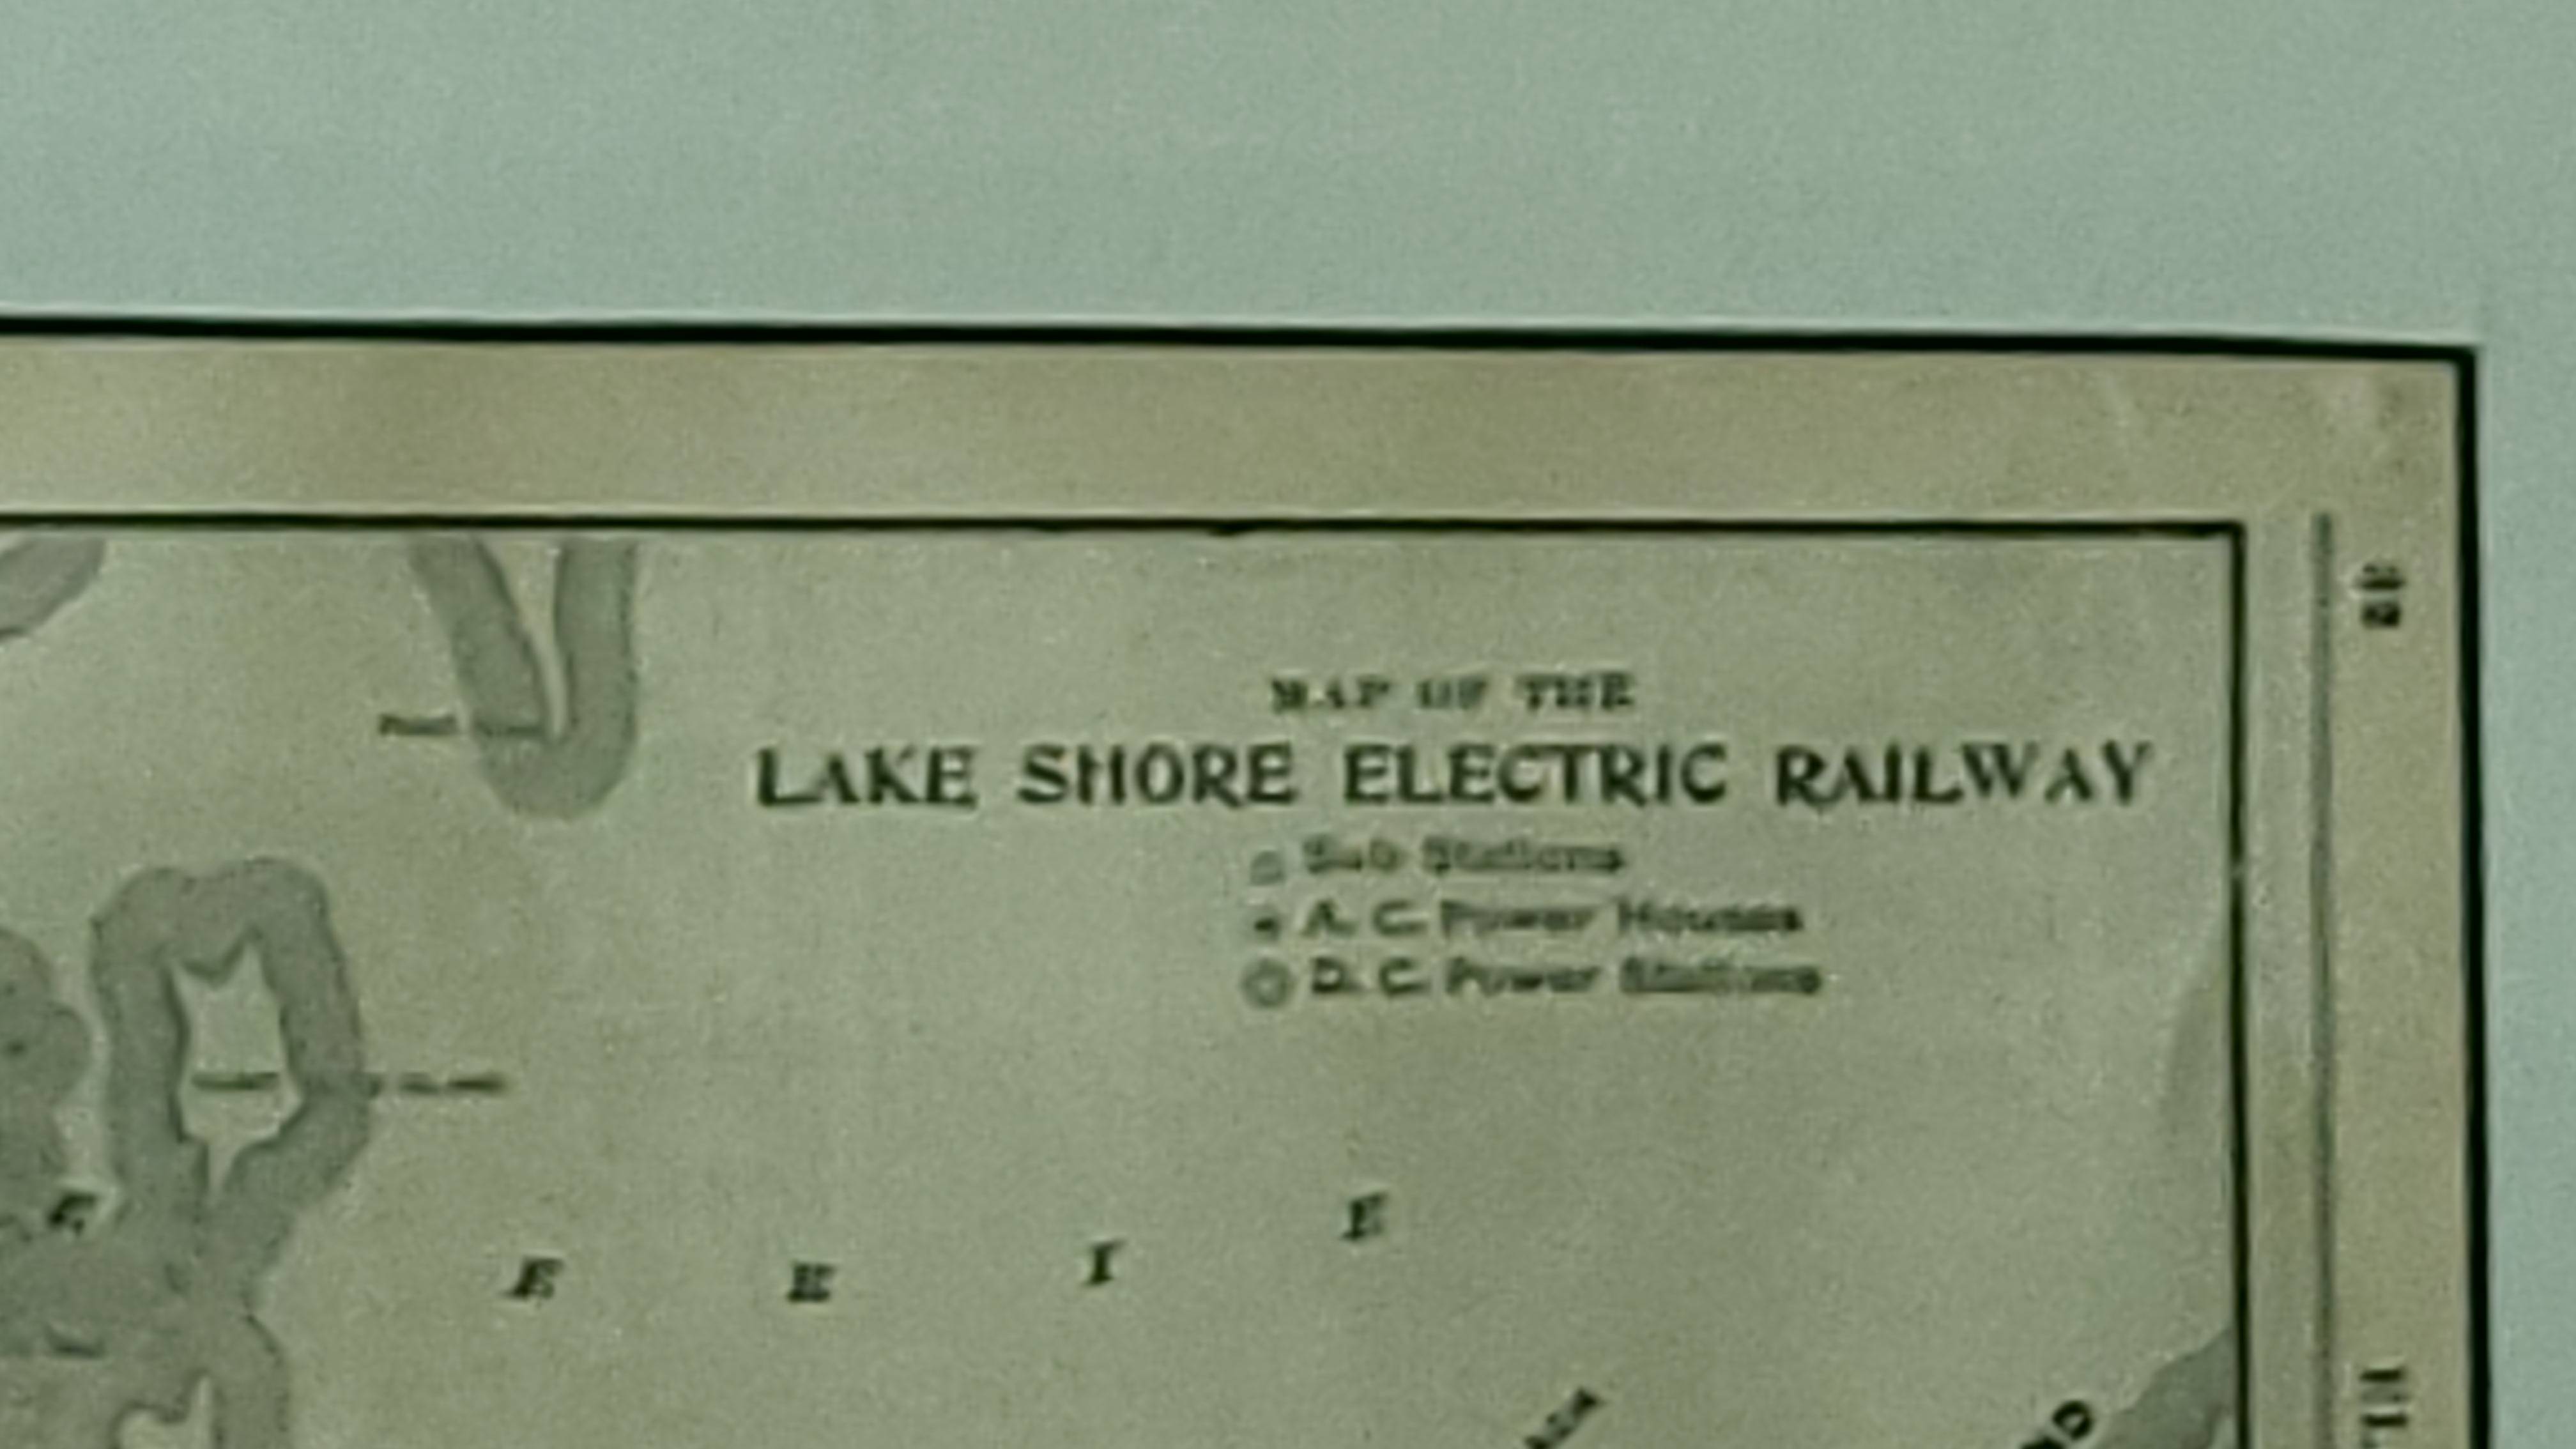 MAP OF THE
LAKE SHORE ELECTRIC RAILWAY
Sub Stations
A. C. Power Houses
D. C. Power Stations
E R I E